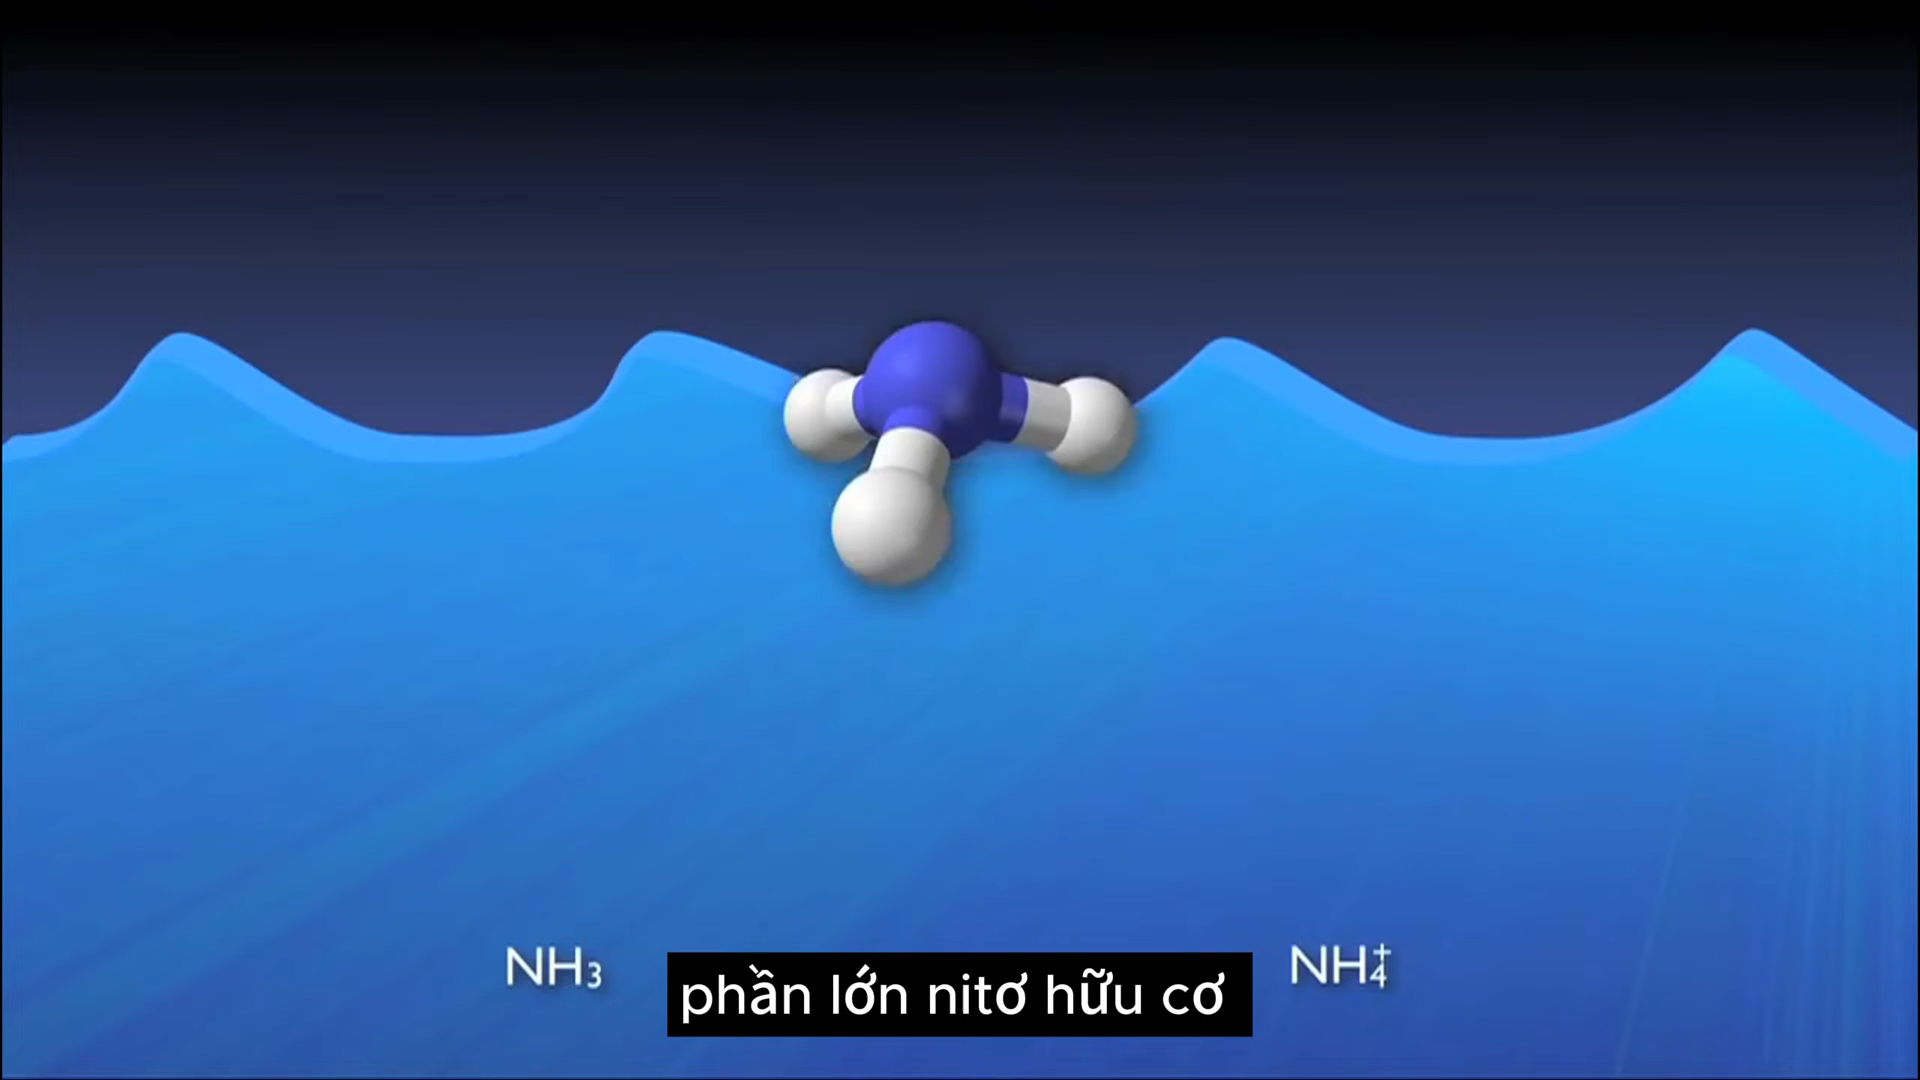 NH₃
NH₄⁺
phần lớn nitơ hữu cơ